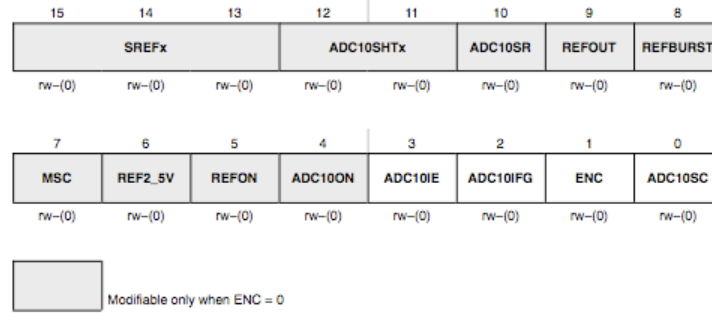 15 14 13 12 11 10 9 8
SREFx ADC10SHTx ADC10SR REFOUT REFBURST
rw–(0) rw–(0) rw–(0) rw–(0) rw–(0) rw–(0) rw–(0) rw–(0)
7 6 5 4 3 2 1 0
MSC REF2_5V REFON ADC10ON ADC10IE ADC10IFG ENC ADC10SC
rw–(0) rw–(0) rw–(0) rw–(0) rw–(0) rw–(0) rw–(0) rw–(0)
Modifiable only when ENC = 0